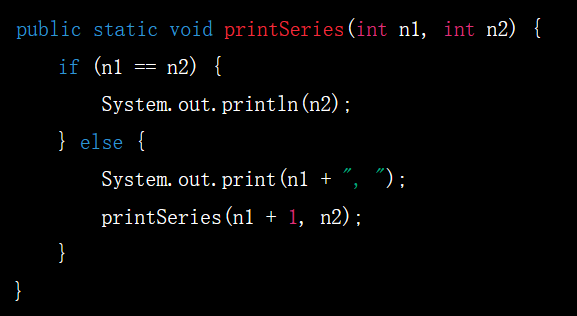 public static void printSeries(int n1, int n2) {
    if (n1 == n2) {
        System.out.println(n2);
    } else {
        System.out.print(n1 + ", ");
        printSeries(n1 + 1, n2);
    }
}